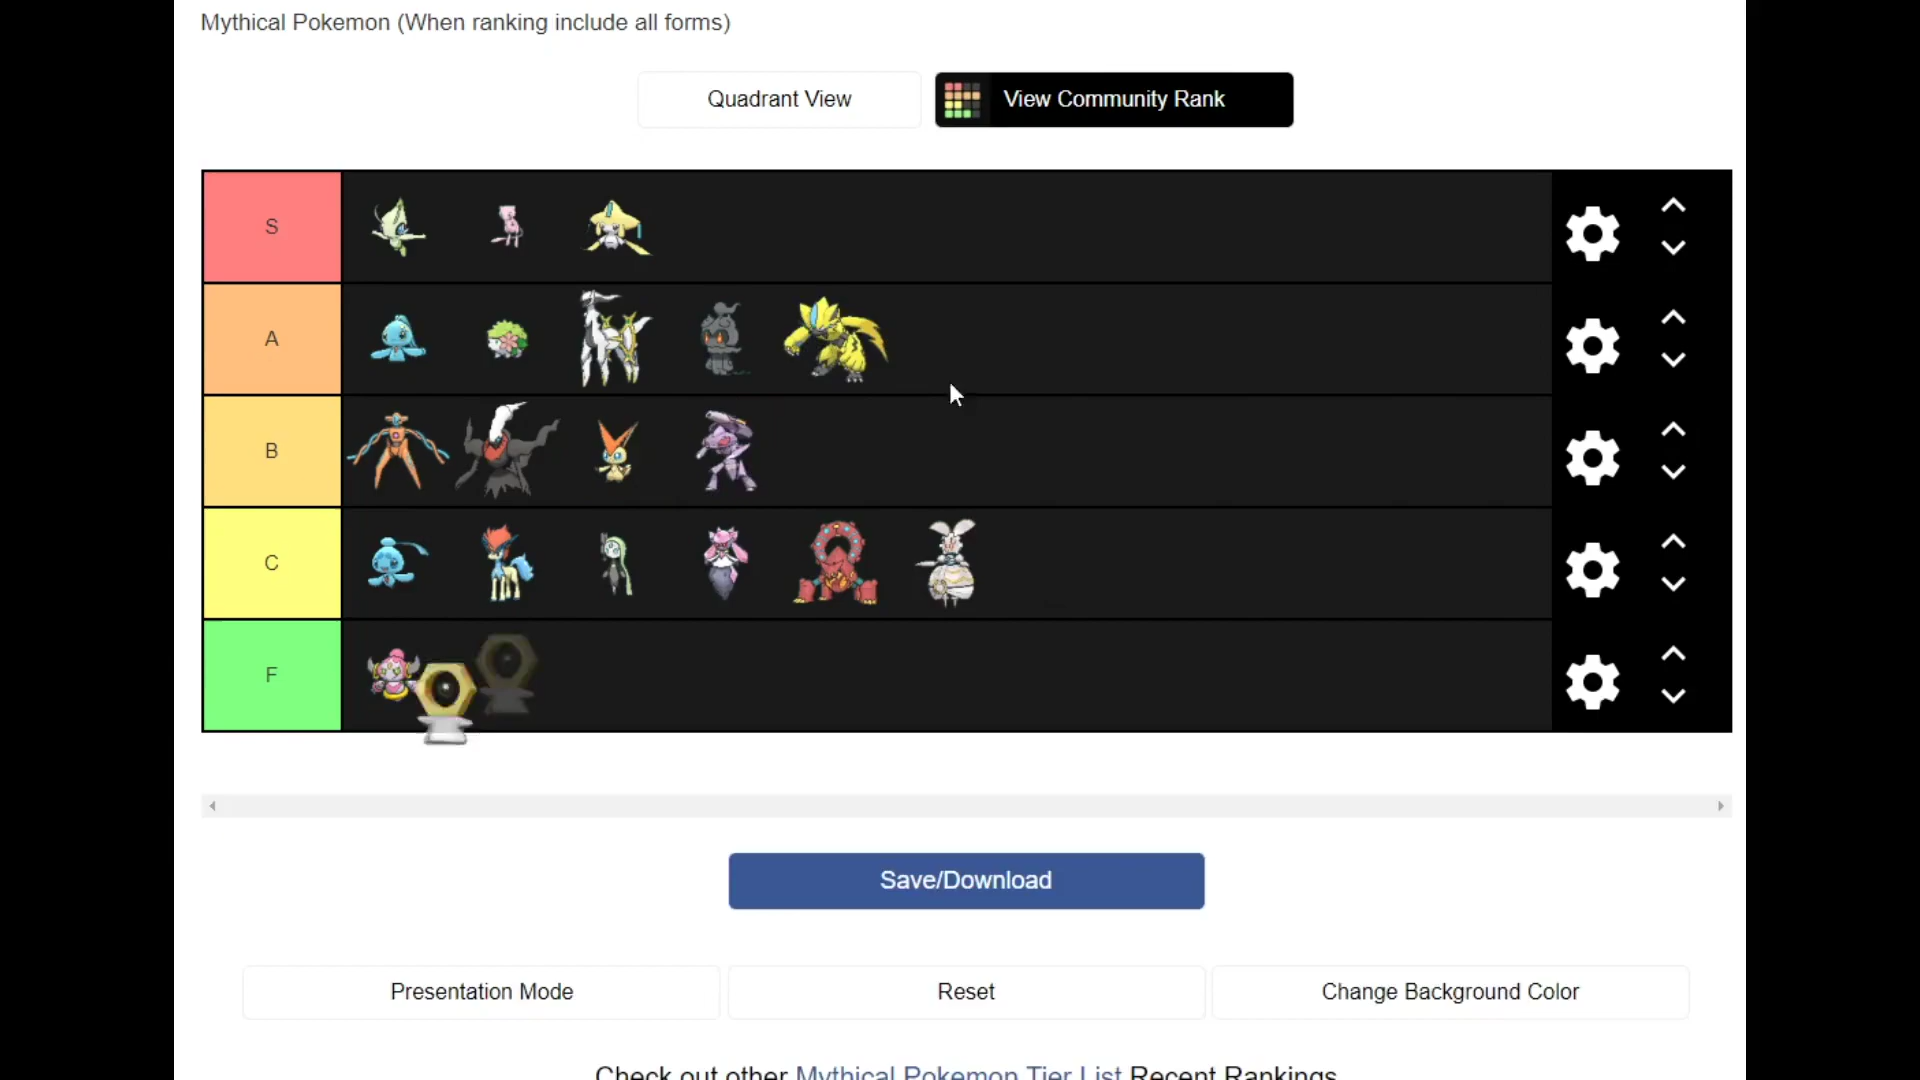 Mythical Pokemon (When ranking include all forms)
Quadrant View
View Community Rank
S
A
B
C
F
Save/Download
Presentation Mode
Reset
Change Background Color
Check out other Mythical Pokemon Tier List Recent Rankings